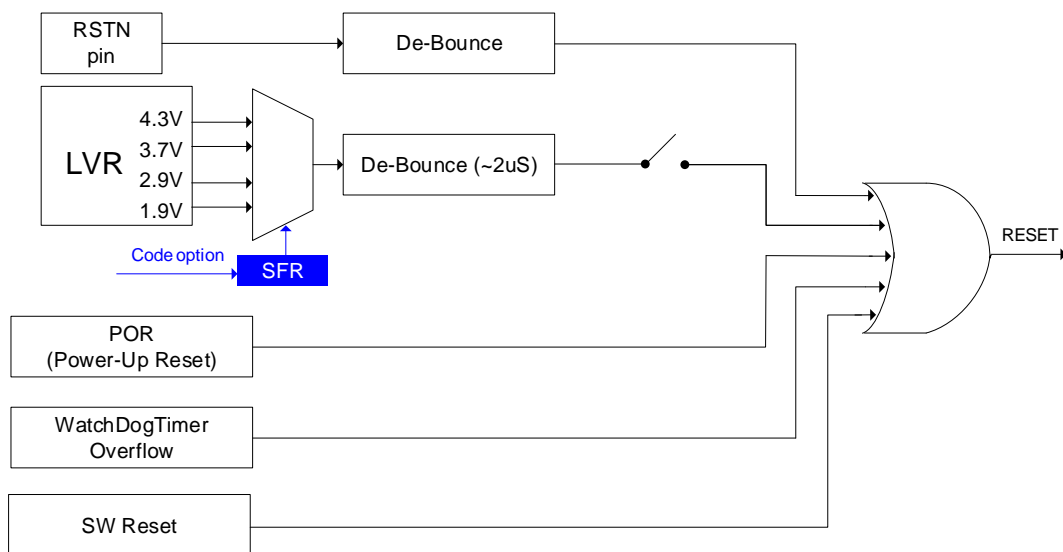 RSTN
pin
De-Bounce
LVR
4.3V
3.7V
2.9V
1.9V
De-Bounce (~2uS)
Code option
SFR
RESET
POR
(Power-Up Reset)
WatchDogTimer
Overflow
SW Reset